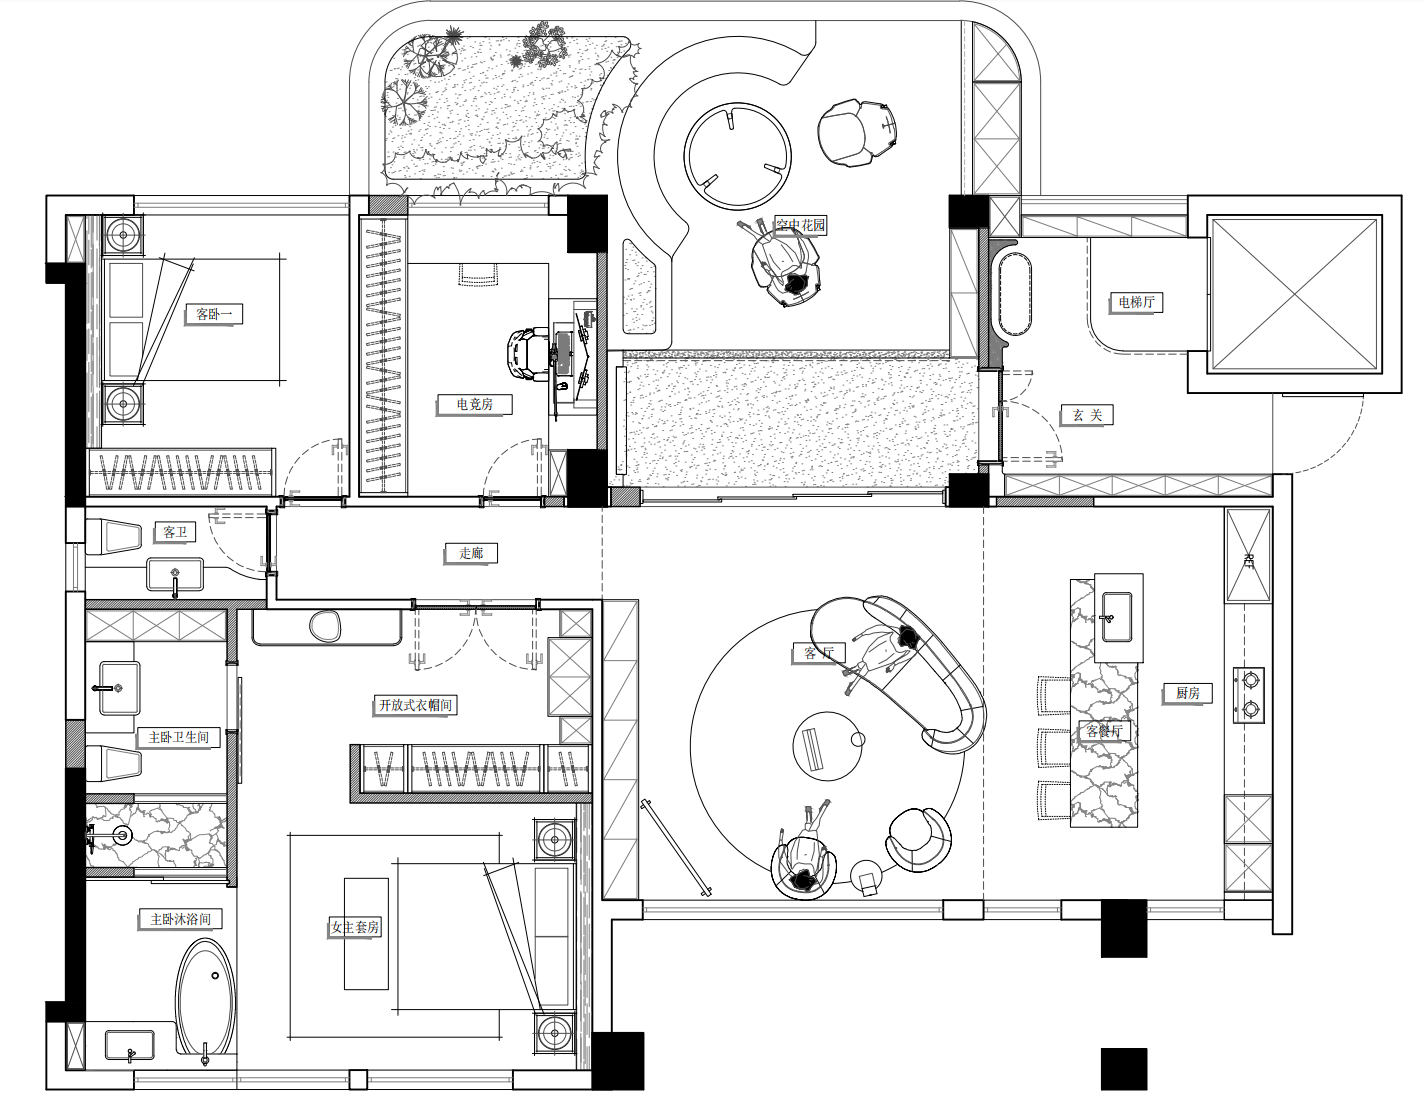 空中花园
客卧一
电梯厅
电竞房
玄 关
客卫
走廊
REF
客 厅
厨房
开放式衣帽间
客餐厅
主卧卫生间
主卧沐浴间
女主套房